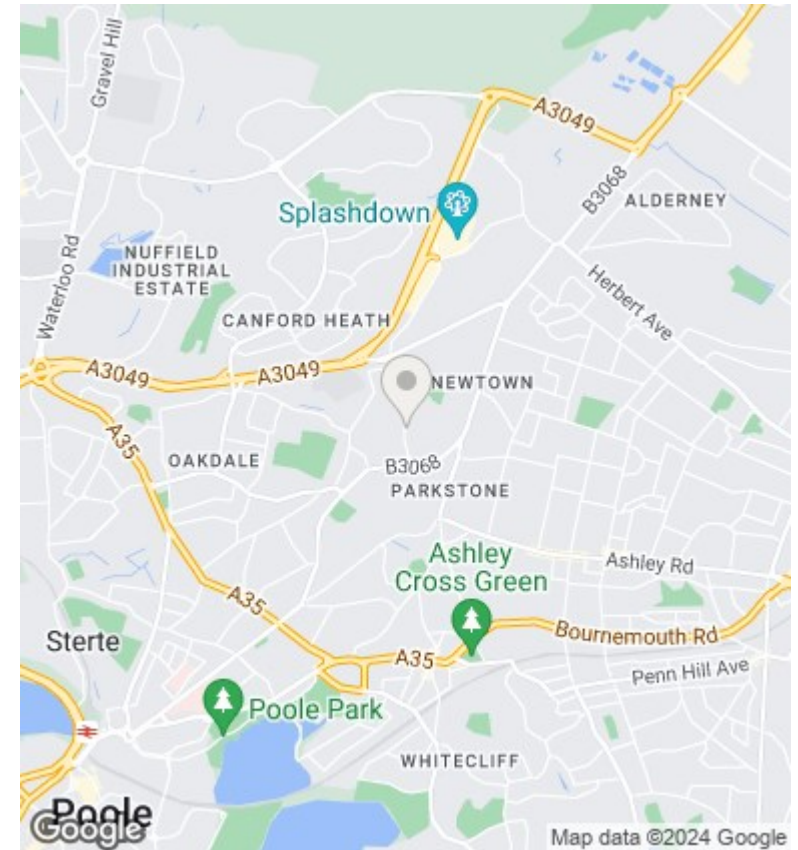 Gravel Hill
A3049
B3068
ALDERNEY
Splashdown
Waterloo Rd
NUFFIELD
INDUSTRIAL
ESTATE
Herbert Ave
CANFORD HEATH
A3049
A3049
NEWTOWN
A35
OAKDALE
B3068
PARKSTONE
Ashley
Cross Green
Ashley Rd
A35
Sterte
A35
Bournemouth Rd
Penn Hill Ave
Poole Park
WHITECLIFF
Poole
Google
Map data ©2024 Google